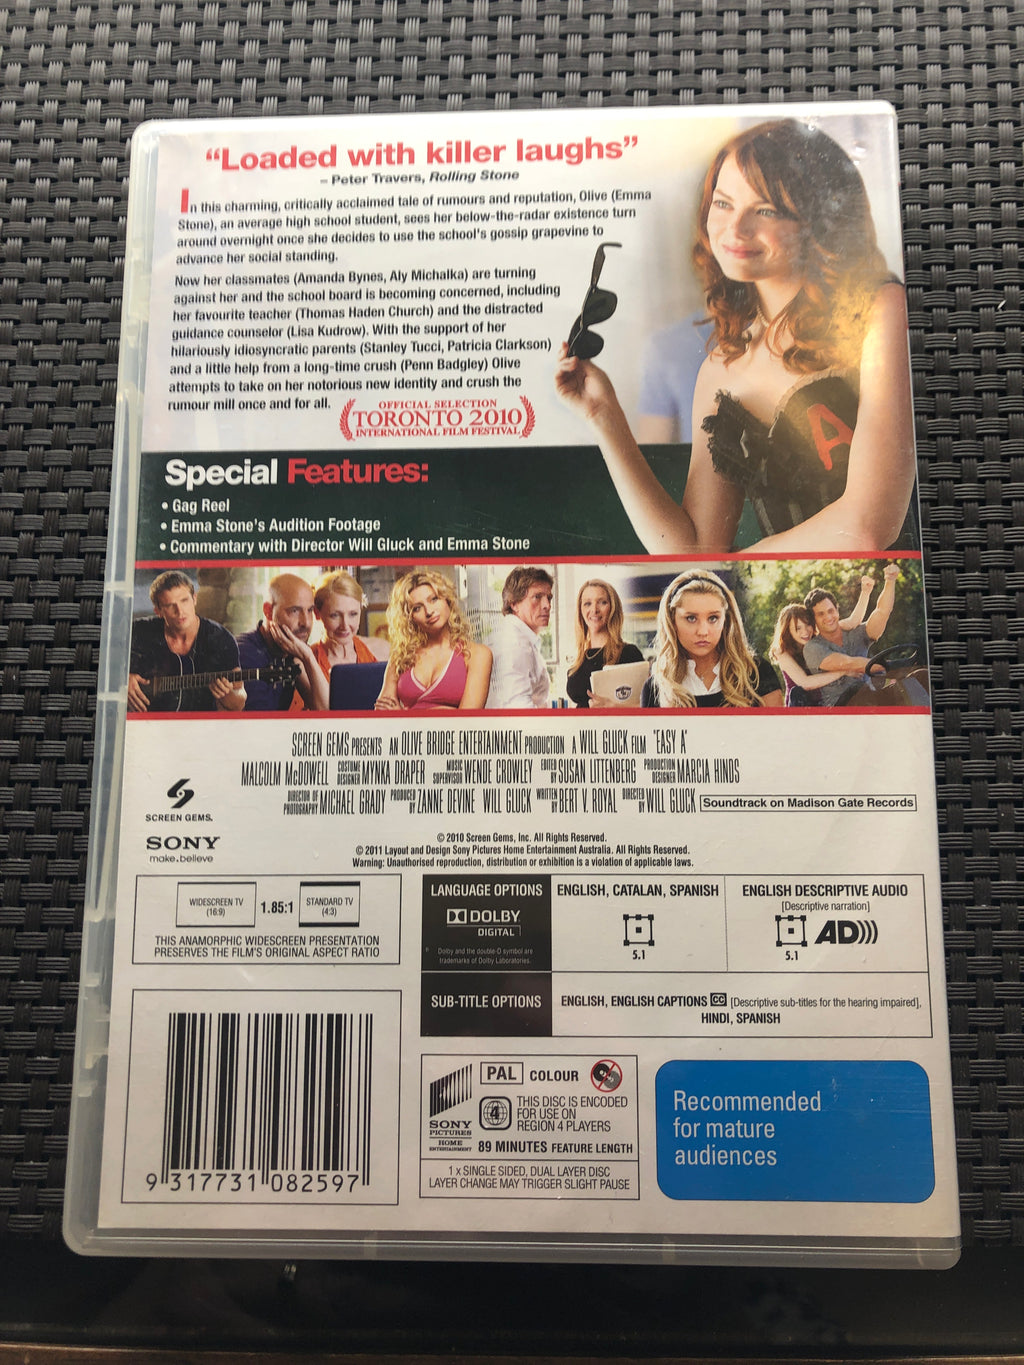 “Loaded with killer laughs”
– Peter Travers, Rolling Stone
In this charming, critically acclaimed tale of rumours and reputation, Olive (Emma
Stone), an average high school student, sees her below-the-radar existence turn
around overnight once she decides to use the school's gossip grapevine to
advance her social standing.
Now her classmates (Amanda Bynes, Aly Michalka) are turning
against her and the school board is becoming concerned, including
her favourite teacher (Thomas Haden Church) and the distracted
guidance counselor (Lisa Kudrow). With the support of her
hilariously idiosyncratic parents (Stanley Tucci, Patricia Clarkson)
and a little help from a long-time crush (Penn Badgley) Olive
attempts to take on her notorious new identity and crush the
rumour mill once and for all.
OFFICIAL SELECTION
TORONTO 2010
INTERNATIONAL FILM FESTIVAL
A
Special Features:
• Gag Reel
• Emma Stone's Audition Footage
• Commentary with Director Will Gluck and Emma Stone
SCREEN GEMS PRESENTS AN OLIVE BRIDGE ENTERTAINMENT PRODUCTION A WILL GLUCK FILM "EASY A"
MALCOLM McDOWELL COSTUME DESIGNER MYNKA DRAPER MUSIC SUPERVISOR WENDE CROWLEY EDITED BY SUSAN LITTENBERG PRODUCTION DESIGNER MARCIA HINDS
DIRECTOR OF PHOTOGRAPHY MICHAEL GRADY PRODUCED BY ZANNE DEVINE WILL GLUCK WRITTEN BY BERT V. ROYAL DIRECTED BY WILL GLUCK
Soundtrack on Madison Gate Records
SCREEN GEMS.
SONY
make.believe
© 2010 Screen Gems, Inc. All Rights Reserved.
© 2011 Layout and Design Sony Pictures Home Entertainment Australia. All Rights Reserved.
Warning: Unauthorised reproduction, distribution or exhibition is a violation of applicable laws.
WIDESCREEN TV
(16:9)
1.85:1
STANDARD TV
(4:3)
THIS ANAMORPHIC WIDESCREEN PRESENTATION
PRESERVES THE FILM'S ORIGINAL ASPECT RATIO
LANGUAGE OPTIONS
DOLBY
DIGITAL
Dolby and the double-D symbol are
trademarks of Dolby Laboratories.
ENGLISH, CATALAN, SPANISH
5.1
ENGLISH DESCRIPTIVE AUDIO
[Descriptive narration]
5.1
AD)))
SUB-TITLE OPTIONS
ENGLISH, ENGLISH CAPTIONS CC [Descriptive sub-titles for the hearing impaired],
HINDI, SPANISH
9 317731 082597
SONY
PICTURES
HOME
ENTERTAINMENT
PAL COLOUR
4
THIS DISC IS ENCODED
FOR USE ON
REGION 4 PLAYERS
89 MINUTES FEATURE LENGTH
1 x SINGLE SIDED, DUAL LAYER DISC
LAYER CHANGE MAY TRIGGER SLIGHT PAUSE
Recommended
for mature
audiences